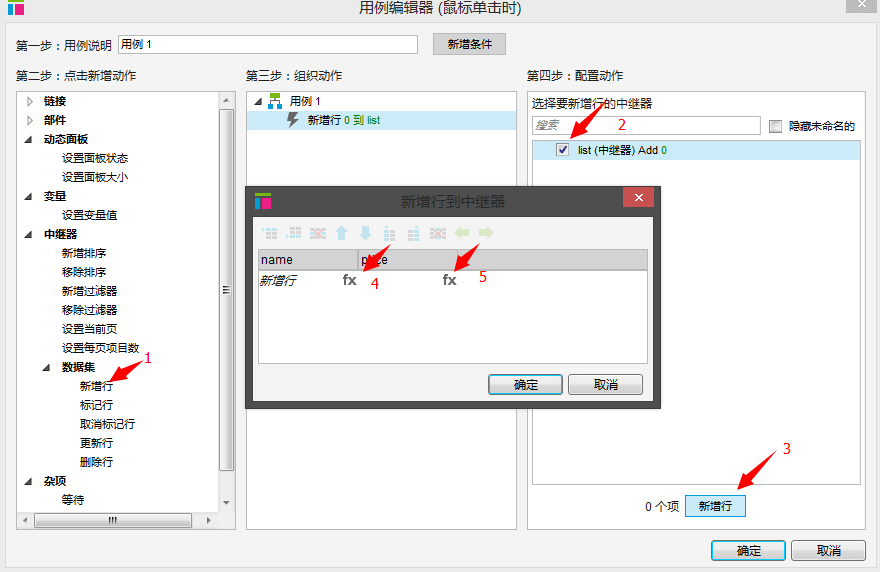 用例编辑器 (鼠标单击时)
第一步：用例说明 用例 1 新增条件
第二步：点击新增动作 第三步：组织动作 第四步：配置动作
链接
部件
动态面板
设置面板状态
设置面板大小
变量
设置变量值
中继器
新增排序
移除排序
新增过滤器
移除过滤器
设置当前页
设置每页项目数
数据集
1
新增行
标记行
取消标记行
更新行
删除行
杂项
等待
用例 1
新增行 0 到 list
选择要新增行的中继器
搜索 2 隐藏未命名的
list (中继器) Add 0
新增行到中继器
name
新增行 fx 4 fx 5
确定 取消
3
0 个项 新增行
确定 取消